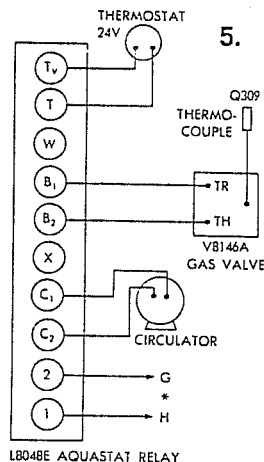 THERMOSTAT
24V
5.
TV
T
W
B1
B2
X
C1
C2
2
1
Q309
THERMO-
COUPLE
TR
TH
V8146A
GAS VALVE
CIRCULATOR
G
*
H
L8048E AQUASTAT RELAY